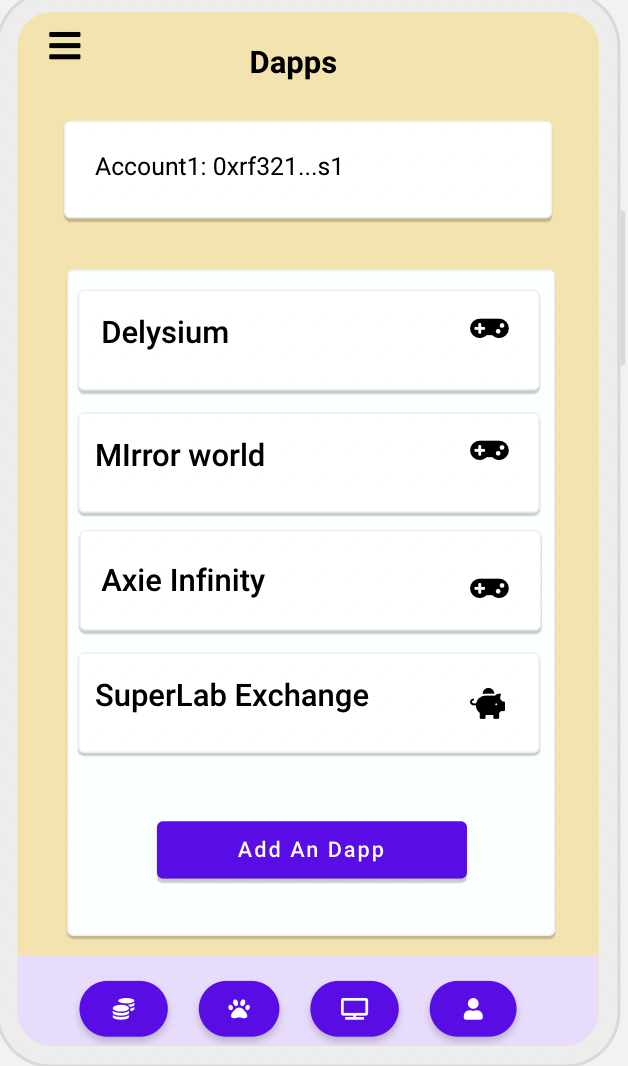 Dapps
Account1: 0xrf321...s1
Delysium
MIrror world
Axie Infinity
SuperLab Exchange
Add An Dapp